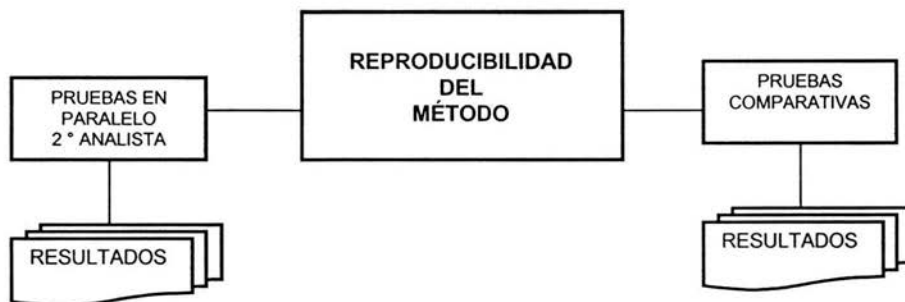 REPRODUCIBILIDAD
DEL
MÉTODO
PRUEBAS EN
PARALELO
2 ° ANALISTA
PRUEBAS
COMPARATIVAS
RESULTADOS
RESULTADOS